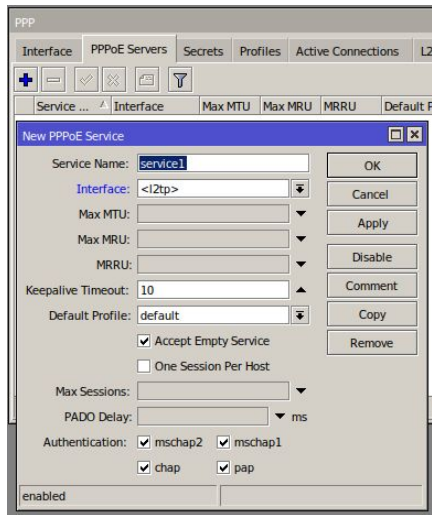 PPP
Interface PPPoE Servers Secrets Profiles Active Connections
Service ... Interface Max MTU Max MRU MRRU Default
New PPPoE Service
Service Name: service1 OK
Interface: <l2tp> Cancel
Max MTU: Apply
Max MRU:
MRRU: Disable
Keepalive Timeout: 10 Comment
Default Profile: default Copy
Accept Empty Service Remove
One Session Per Host
Max Sessions:
PADO Delay: ms
Authentication: mschap2 mschap1
chap pap
enabled